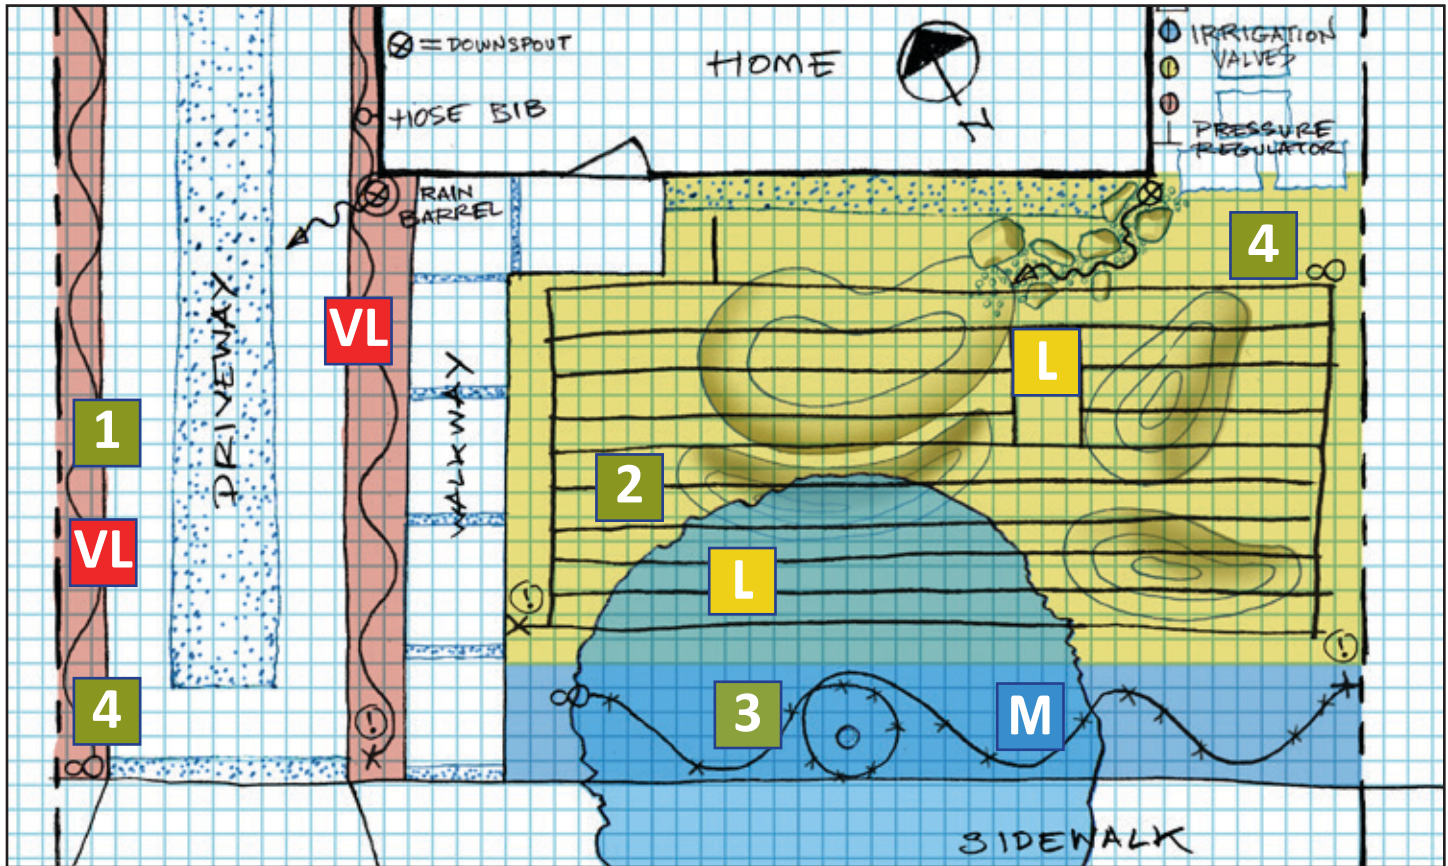 ⊗ = DOWNSPOUT
HOME
N
IRRIGATION
VALVES
PRESSURE
REGULATOR
HOSE BIB
RAIN
BARREL
4
DRIVEWAY
VL
L
WALKWAY
1
2
VL
L
!
!
4
3
M
!
SIDEWALK